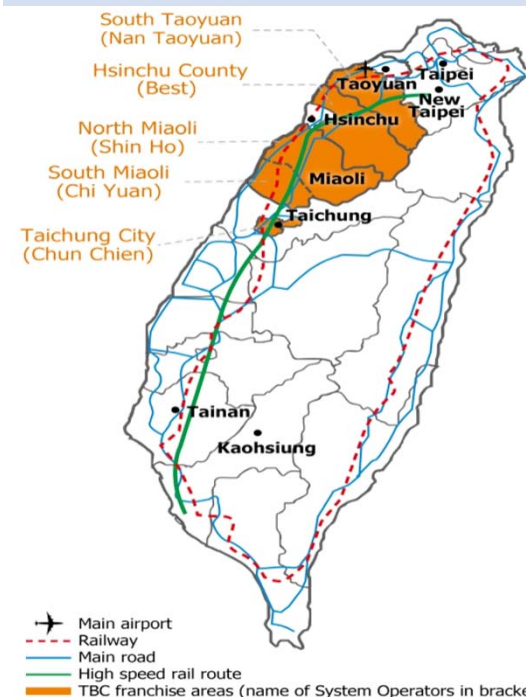 South Taoyuan
(Nan Taoyuan)
Hsinchu County
(Best)
North Miaoli
(Shin Ho)
South Miaoli
(Chi Yuan)
Taichung City
(Chun Chien)
Taipei
Taoyuan
New
Taipei
Hsinchu
Miaoli
Taichung
Tainan
Kaohsiung
Main airport
Railway
Main road
High speed rail route
TBC franchise areas (name of System Operators in bracke